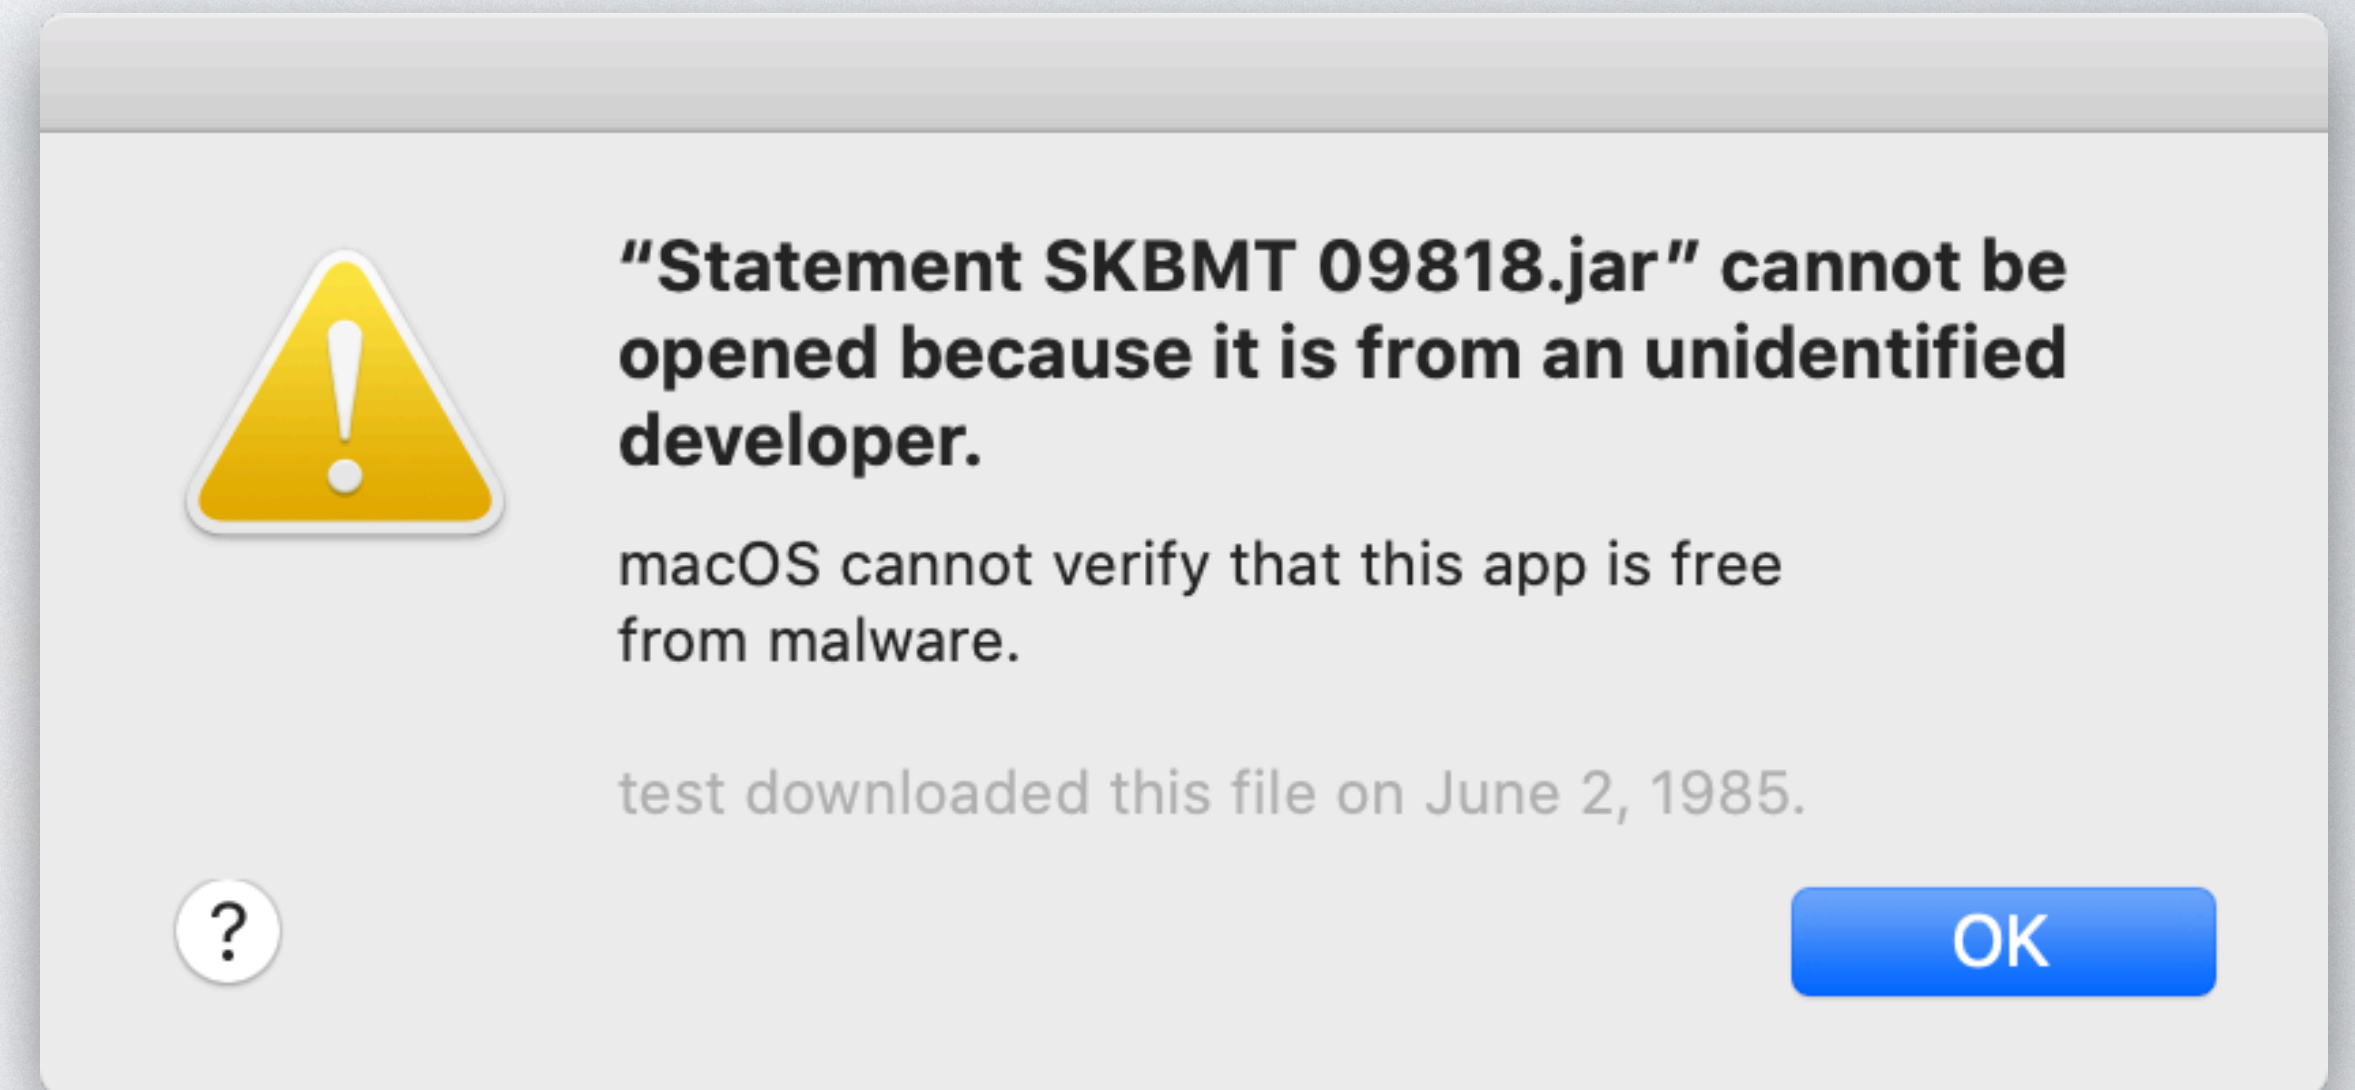 “Statement SKBMT 09818.jar” cannot be
opened because it is from an unidentified
developer.
macOS cannot verify that this app is free
from malware.
test downloaded this file on June 2, 1985.
?
OK